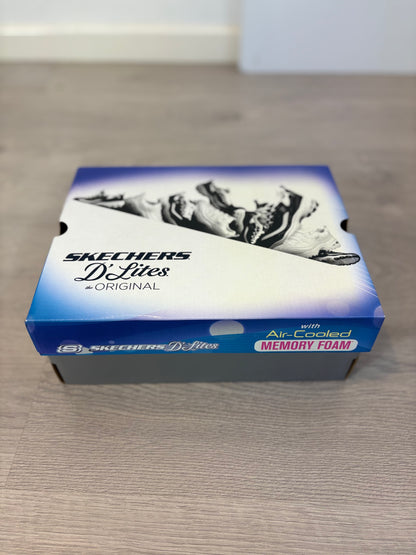 SKECHERS
D'Lites
the ORIGINAL
S SKECHERS D'Lites
with
Air-Cooled
MEMORY FOAM